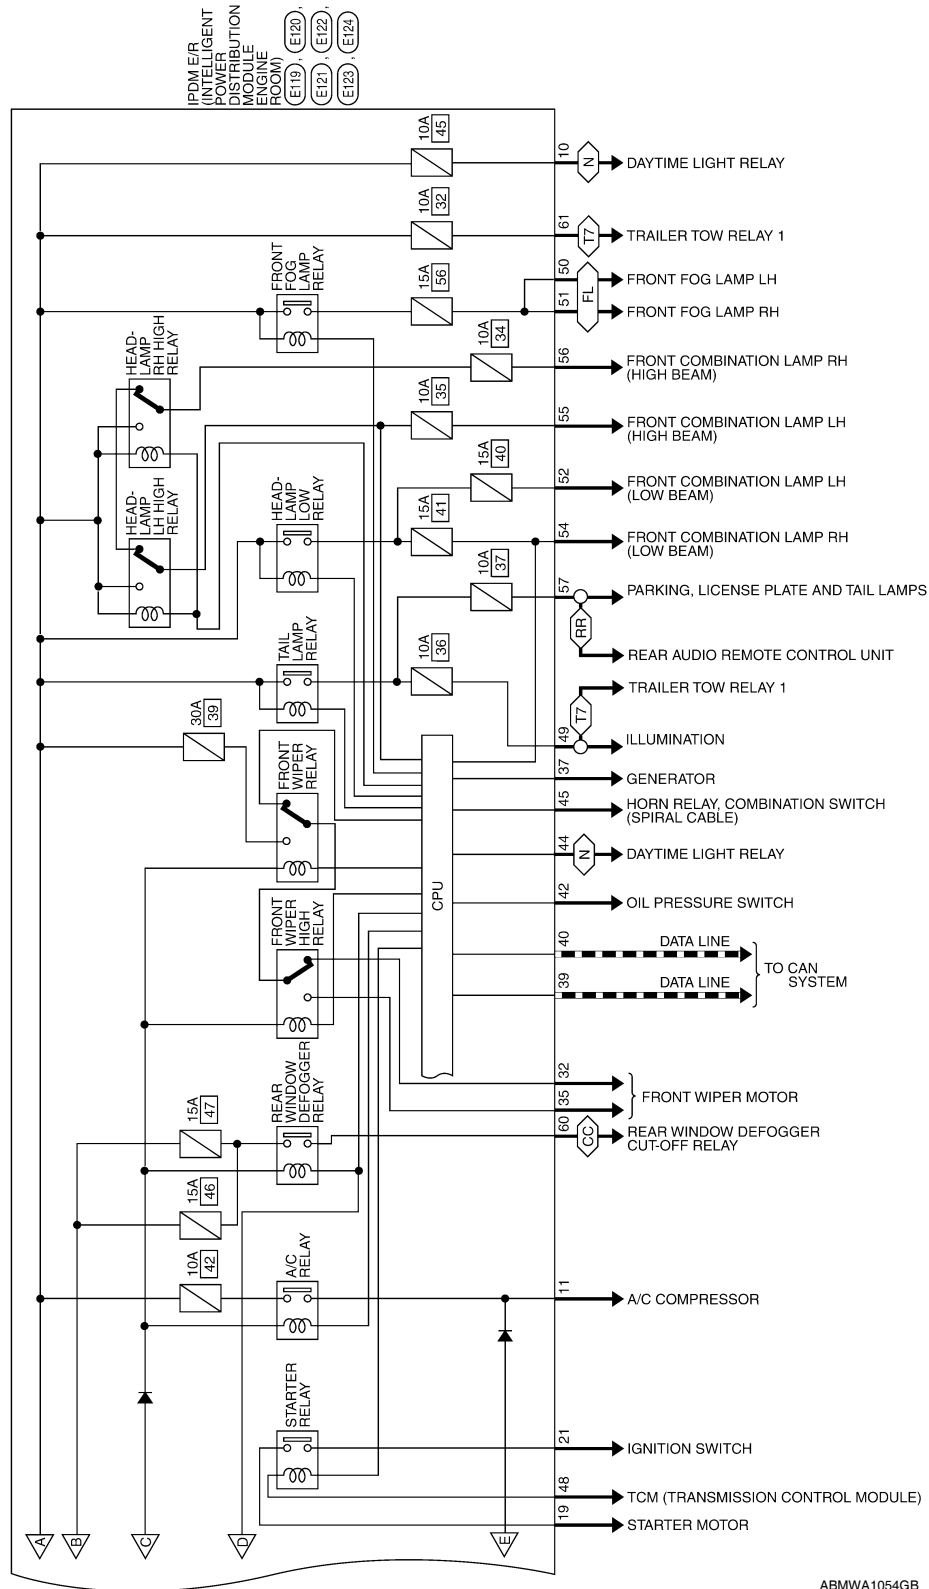 IPDM E/R
(INTELLIGENT
POWER
DISTRIBUTION
MODULE
ENGINE
ROOM)
E119 , E120 ,
E121 , E122 ,
E123 , E124
10A
45
10
N
DAYTIME LIGHT RELAY
10A
32
61
T7
TRAILER TOW RELAY 1
FRONT
FOG
LAMP
RELAY
15A
56
50
FRONT FOG LAMP LH
51
FL
FRONT FOG LAMP RH
HEAD-
LAMP
RH HIGH
RELAY
10A
34
56
FRONT COMBINATION LAMP RH
(HIGH BEAM)
10A
35
55
FRONT COMBINATION LAMP LH
(HIGH BEAM)
HEAD-
LAMP
LH HIGH
RELAY
HEAD-
LAMP
LOW
RELAY
15A
40
52
FRONT COMBINATION LAMP LH
(LOW BEAM)
15A
41
54
FRONT COMBINATION LAMP RH
(LOW BEAM)
10A
37
57
PARKING, LICENSE PLATE AND TAIL LAMPS
RR
REAR AUDIO REMOTE CONTROL UNIT
TAIL
LAMP
RELAY
10A
36
TRAILER TOW RELAY 1
T7
49
ILLUMINATION
30A
39
FRONT
WIPER
RELAY
CPU
37
GENERATOR
45
HORN RELAY, COMBINATION SWITCH
(SPIRAL CABLE)
44
N
DAYTIME LIGHT RELAY
42
OIL PRESSURE SWITCH
FRONT
WIPER
HIGH
RELAY
40
DATA LINE
39
DATA LINE
TO CAN
SYSTEM
32
35
FRONT WIPER MOTOR
REAR
WINDOW
DEFOGGER
RELAY
15A
47
60
CC
REAR WINDOW DEFOGGER
CUT-OFF RELAY
15A
46
10A
42
A/C
RELAY
11
A/C COMPRESSOR
STARTER
RELAY
21
IGNITION SWITCH
48
TCM (TRANSMISSION CONTROL MODULE)
19
STARTER MOTOR
A
B
C
D
E
ABMWA1054GB